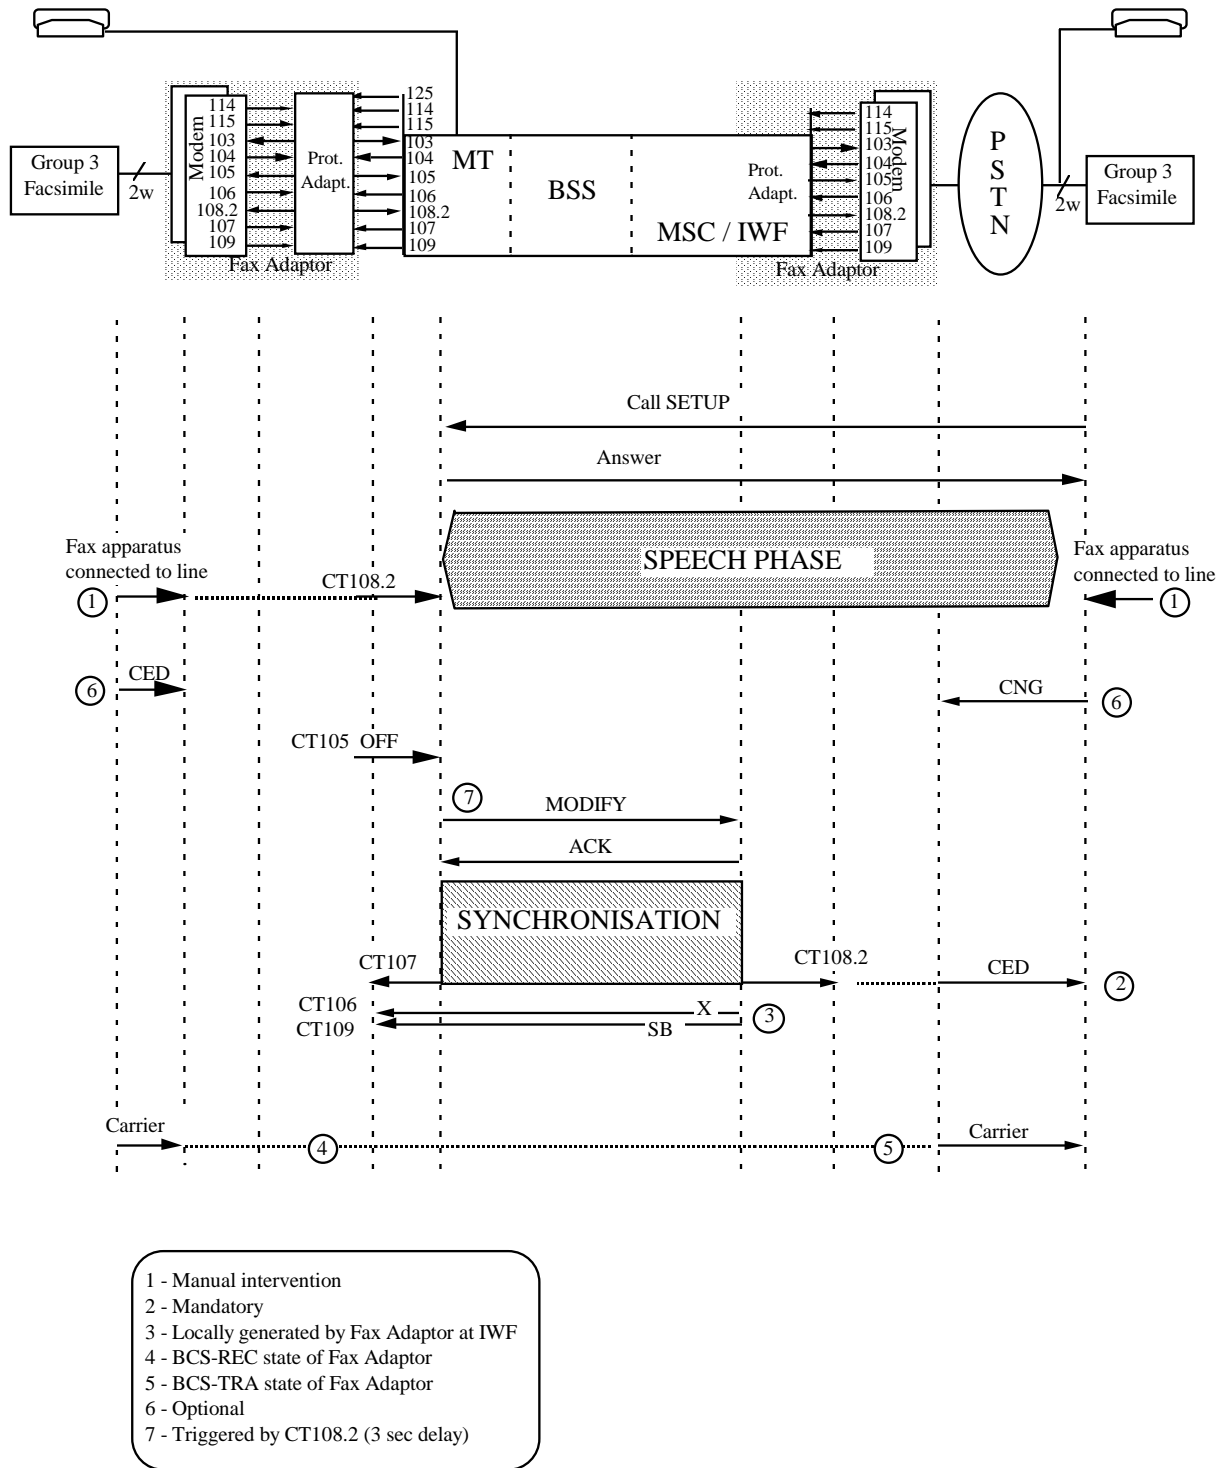 Group 3
Facsimile
2w
Modem
114
115
103
104
105
106
108.2
107
109
Prot.
Adapt.
Fax Adaptor
125
114
115
103
104
105
106
108.2
107
109
MT
BSS
MSC / IWF
Prot.
Adapt.
Fax Adaptor
114
115
103
104
105
106
108.2
107
109
Modem
P
S
T
N
2w
Group 3
Facsimile
Call SETUP
Answer
SPEECH PHASE
Fax apparatus
connected to line
1
CT108.2
Fax apparatus
connected to line
1
6
CED
CNG
6
CT105 OFF
7
MODIFY
ACK
SYNCHRONISATION
CT107
CT108.2
CED
2
CT106
X
3
CT109
SB
Carrier
4
5
Carrier
1 - Manual intervention
2 - Mandatory
3 - Locally generated by Fax Adaptor at IWF
4 - BCS-REC state of Fax Adaptor
5 - BCS-TRA state of Fax Adaptor
6 - Optional
7 - Triggered by CT108.2 (3 sec delay)